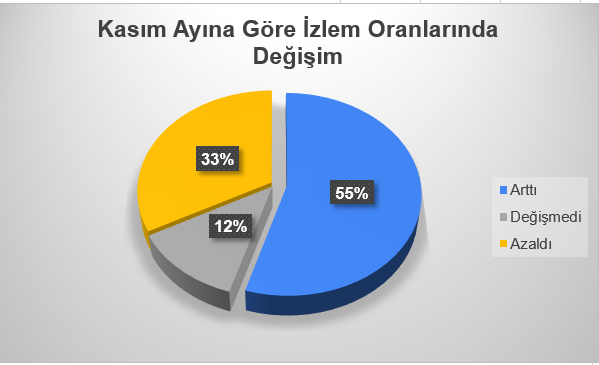 Kasım Ayına Göre İzlem Oranlarında
Değişim
33%
55%
12%
Arttı
Değişmedi
Azaldı